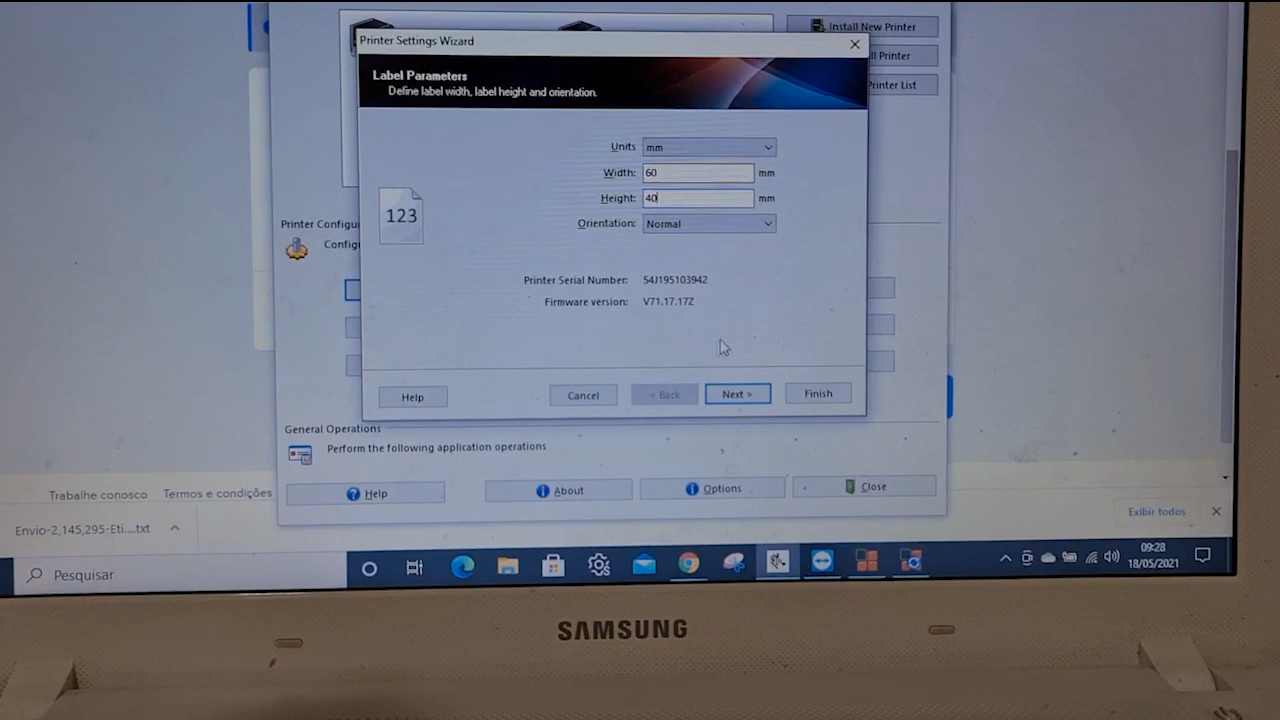 Install New Printer
Printer Settings Wizard
ll Printer
Label Parameters
Define label width, label height and orientation.
Printer List
Units mm
Width: 60 mm
Height: 40 mm
123
Orientation: Normal
Printer Configu
Config
Printer Serial Number: 54J195103942
Firmware version: V71.17.17Z
Help Cancel < Back Next > Finish
General Operations
Perform the following application operations
Help About Options Close
Trabalhe conosco Termos e condições
Envio-2,145,295-Eti....txt
Exibir todos
Pesquisar
09:28
18/05/2021
SAMSUNG